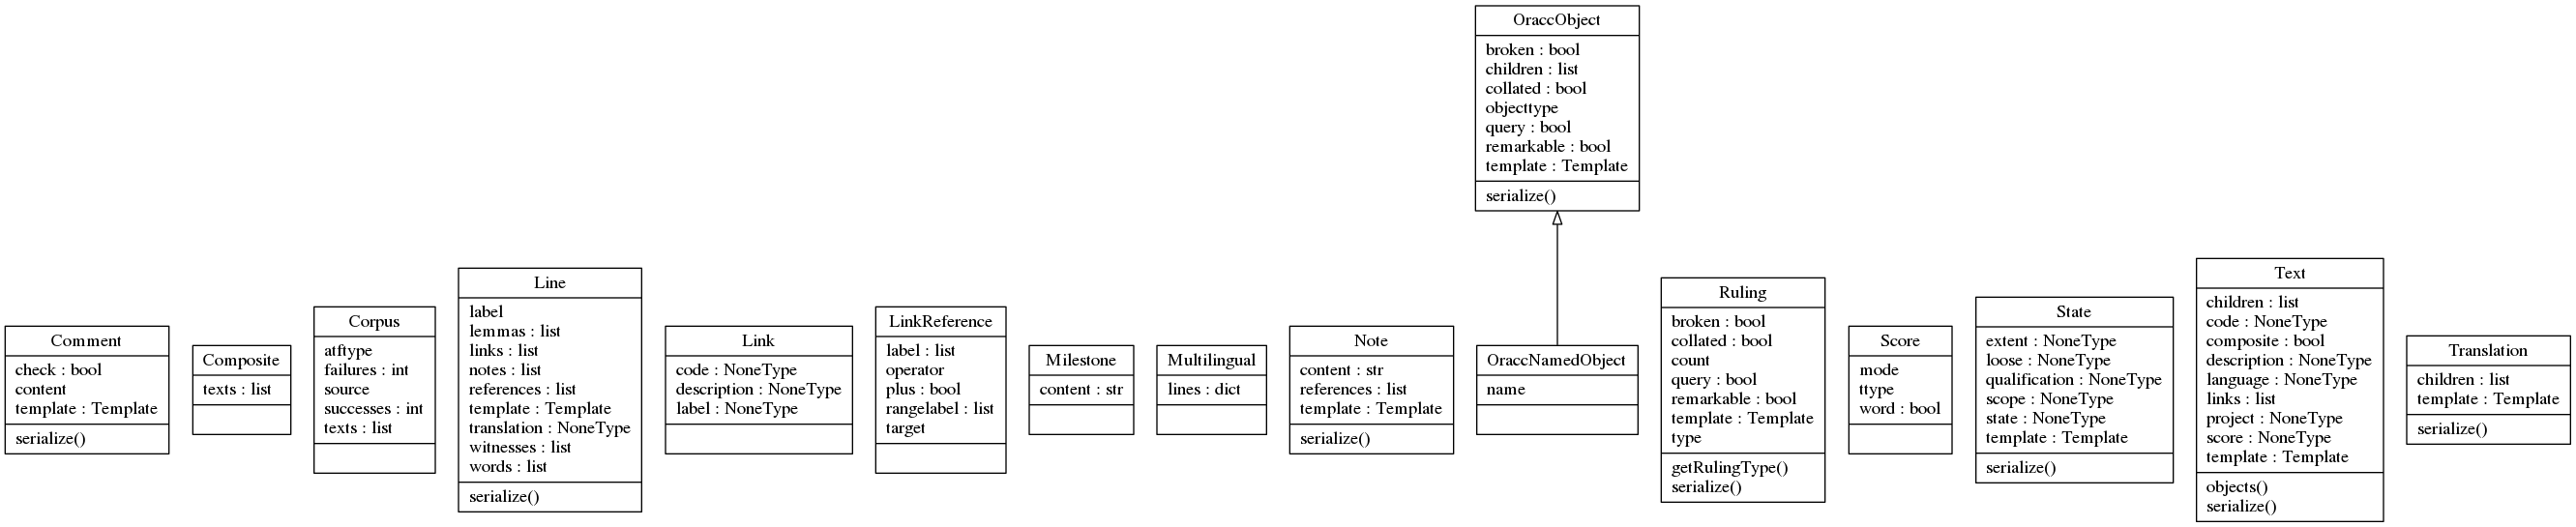 OraccObject
broken : bool
children : list
collated : bool
objecttype
query : bool
remarkable : bool
template : Template
serialize()
Comment
check : bool
content
template : Template
serialize()
Composite
texts : list
Corpus
atftype
failures : int
source
successes : int
texts : list
Line
label
lemmas : list
links : list
notes : list
references : list
template : Template
translation : NoneType
witnesses : list
words : list
serialize()
Link
code : NoneType
description : NoneType
label : NoneType
LinkReference
label : list
operator
plus : bool
rangelabel : list
target
Milestone
content : str
Multilingual
lines : dict
Note
content : str
references : list
template : Template
serialize()
OraccNamedObject
name
Ruling
broken : bool
collated : bool
count
query : bool
remarkable : bool
template : Template
type
getRulingType()
serialize()
Score
mode
ttype
word : bool
State
extent : NoneType
loose : NoneType
qualification : NoneType
scope : NoneType
state : NoneType
template : Template
serialize()
Text
children : list
code : NoneType
composite : bool
description : NoneType
language : NoneType
links : list
project : NoneType
score : NoneType
template : Template
objects()
serialize()
Translation
children : list
template : Template
serialize()